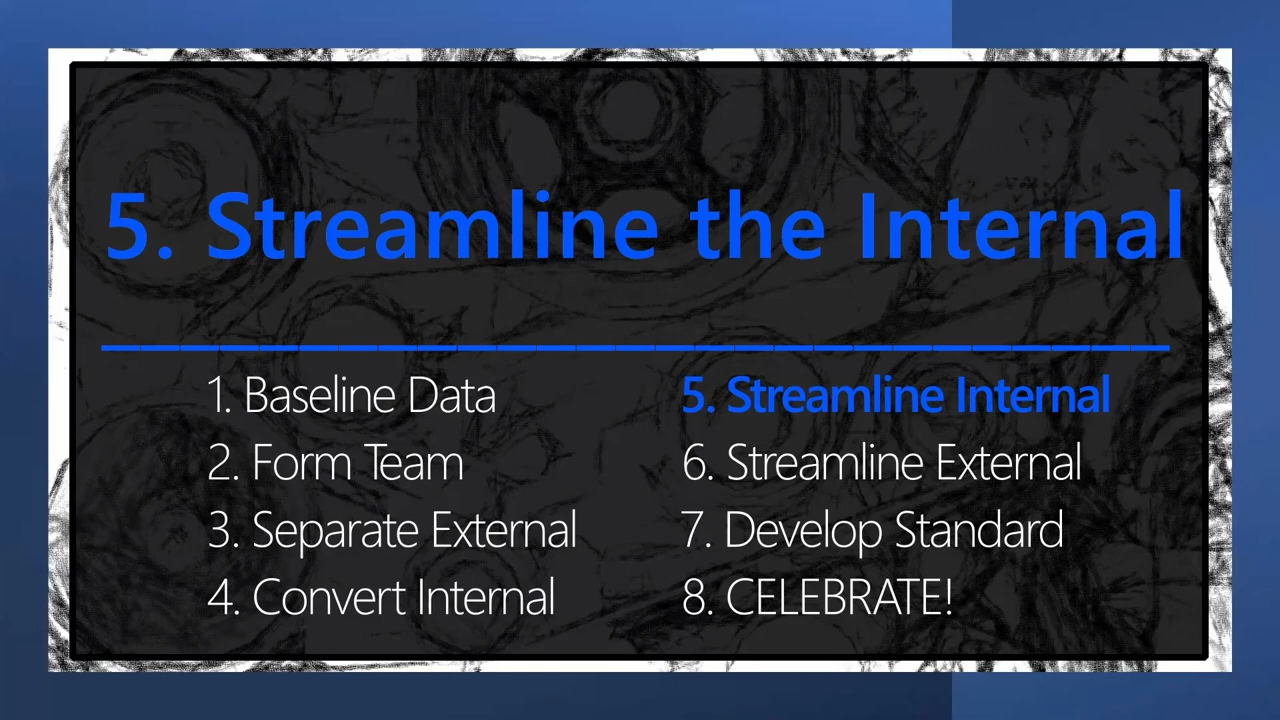 5. Streamline the Internal
1. Baseline Data
2. Form Team
3. Separate External
4. Convert Internal
5. Streamline Internal
6. Streamline External
7. Develop Standard
8. CELEBRATE!